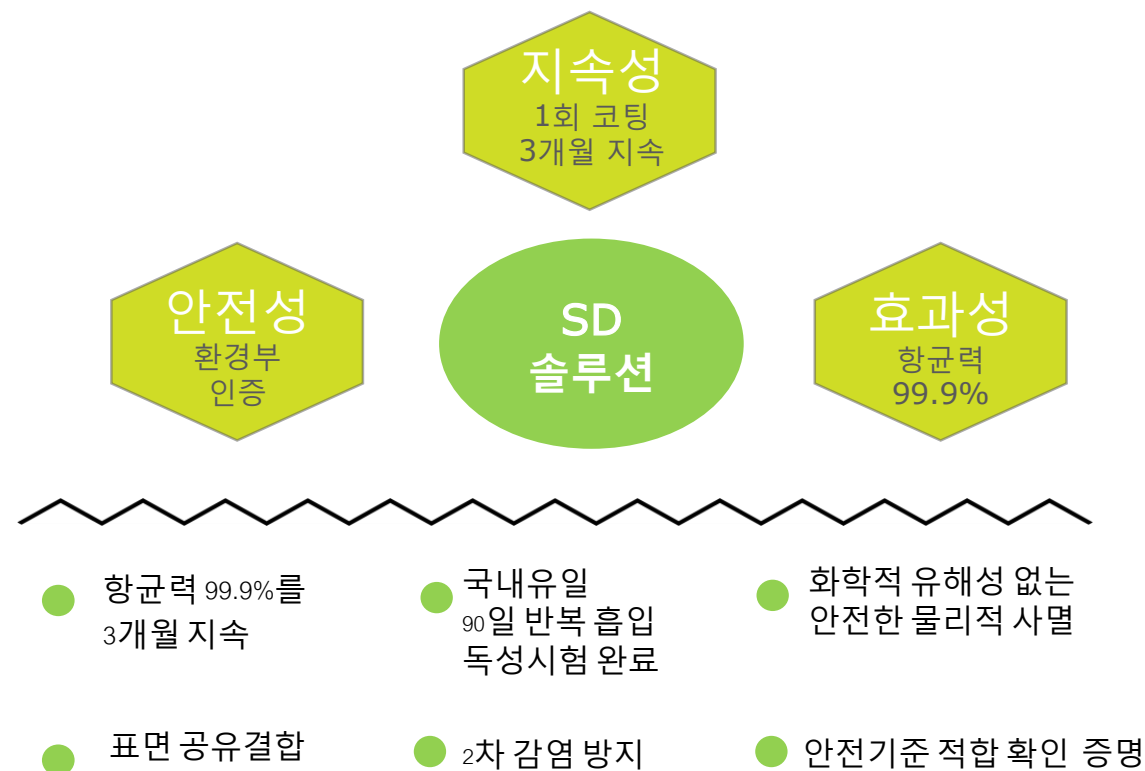 지속성
1회 코팅
3개월 지속
안전성
환경부
인증
SD
솔루션
효과성
항균력
99.9%
항균력 99.9%를
3개월 지속
국내유일
90일 반복 흡입
독성시험 완료
화학적 유해성 없는
안전한 물리적 사멸
표면 공유결합
2차 감염 방지
안전기준 적합 확인 증명